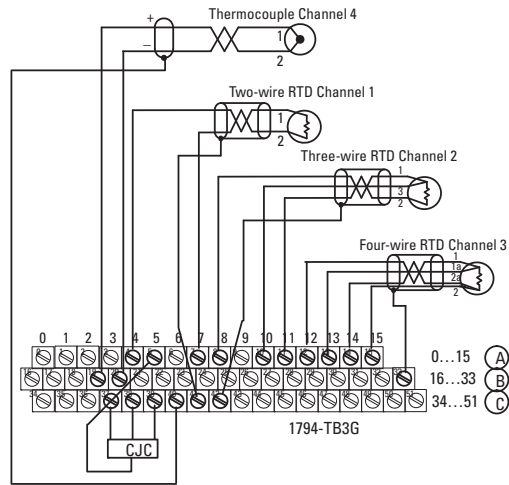 Thermocouple Channel 4
+
1
–
2
Two-wire RTD Channel 1
1
2
Three-wire RTD Channel 2
1
3
2
Four-wire RTD Channel 3
1
1a
2a
2
0 1 2 3 4 5 6 7 8 9 10 11 12 13 14 15
0...15 A
16...33 B
34...51 C
CJC
1794-TB3G